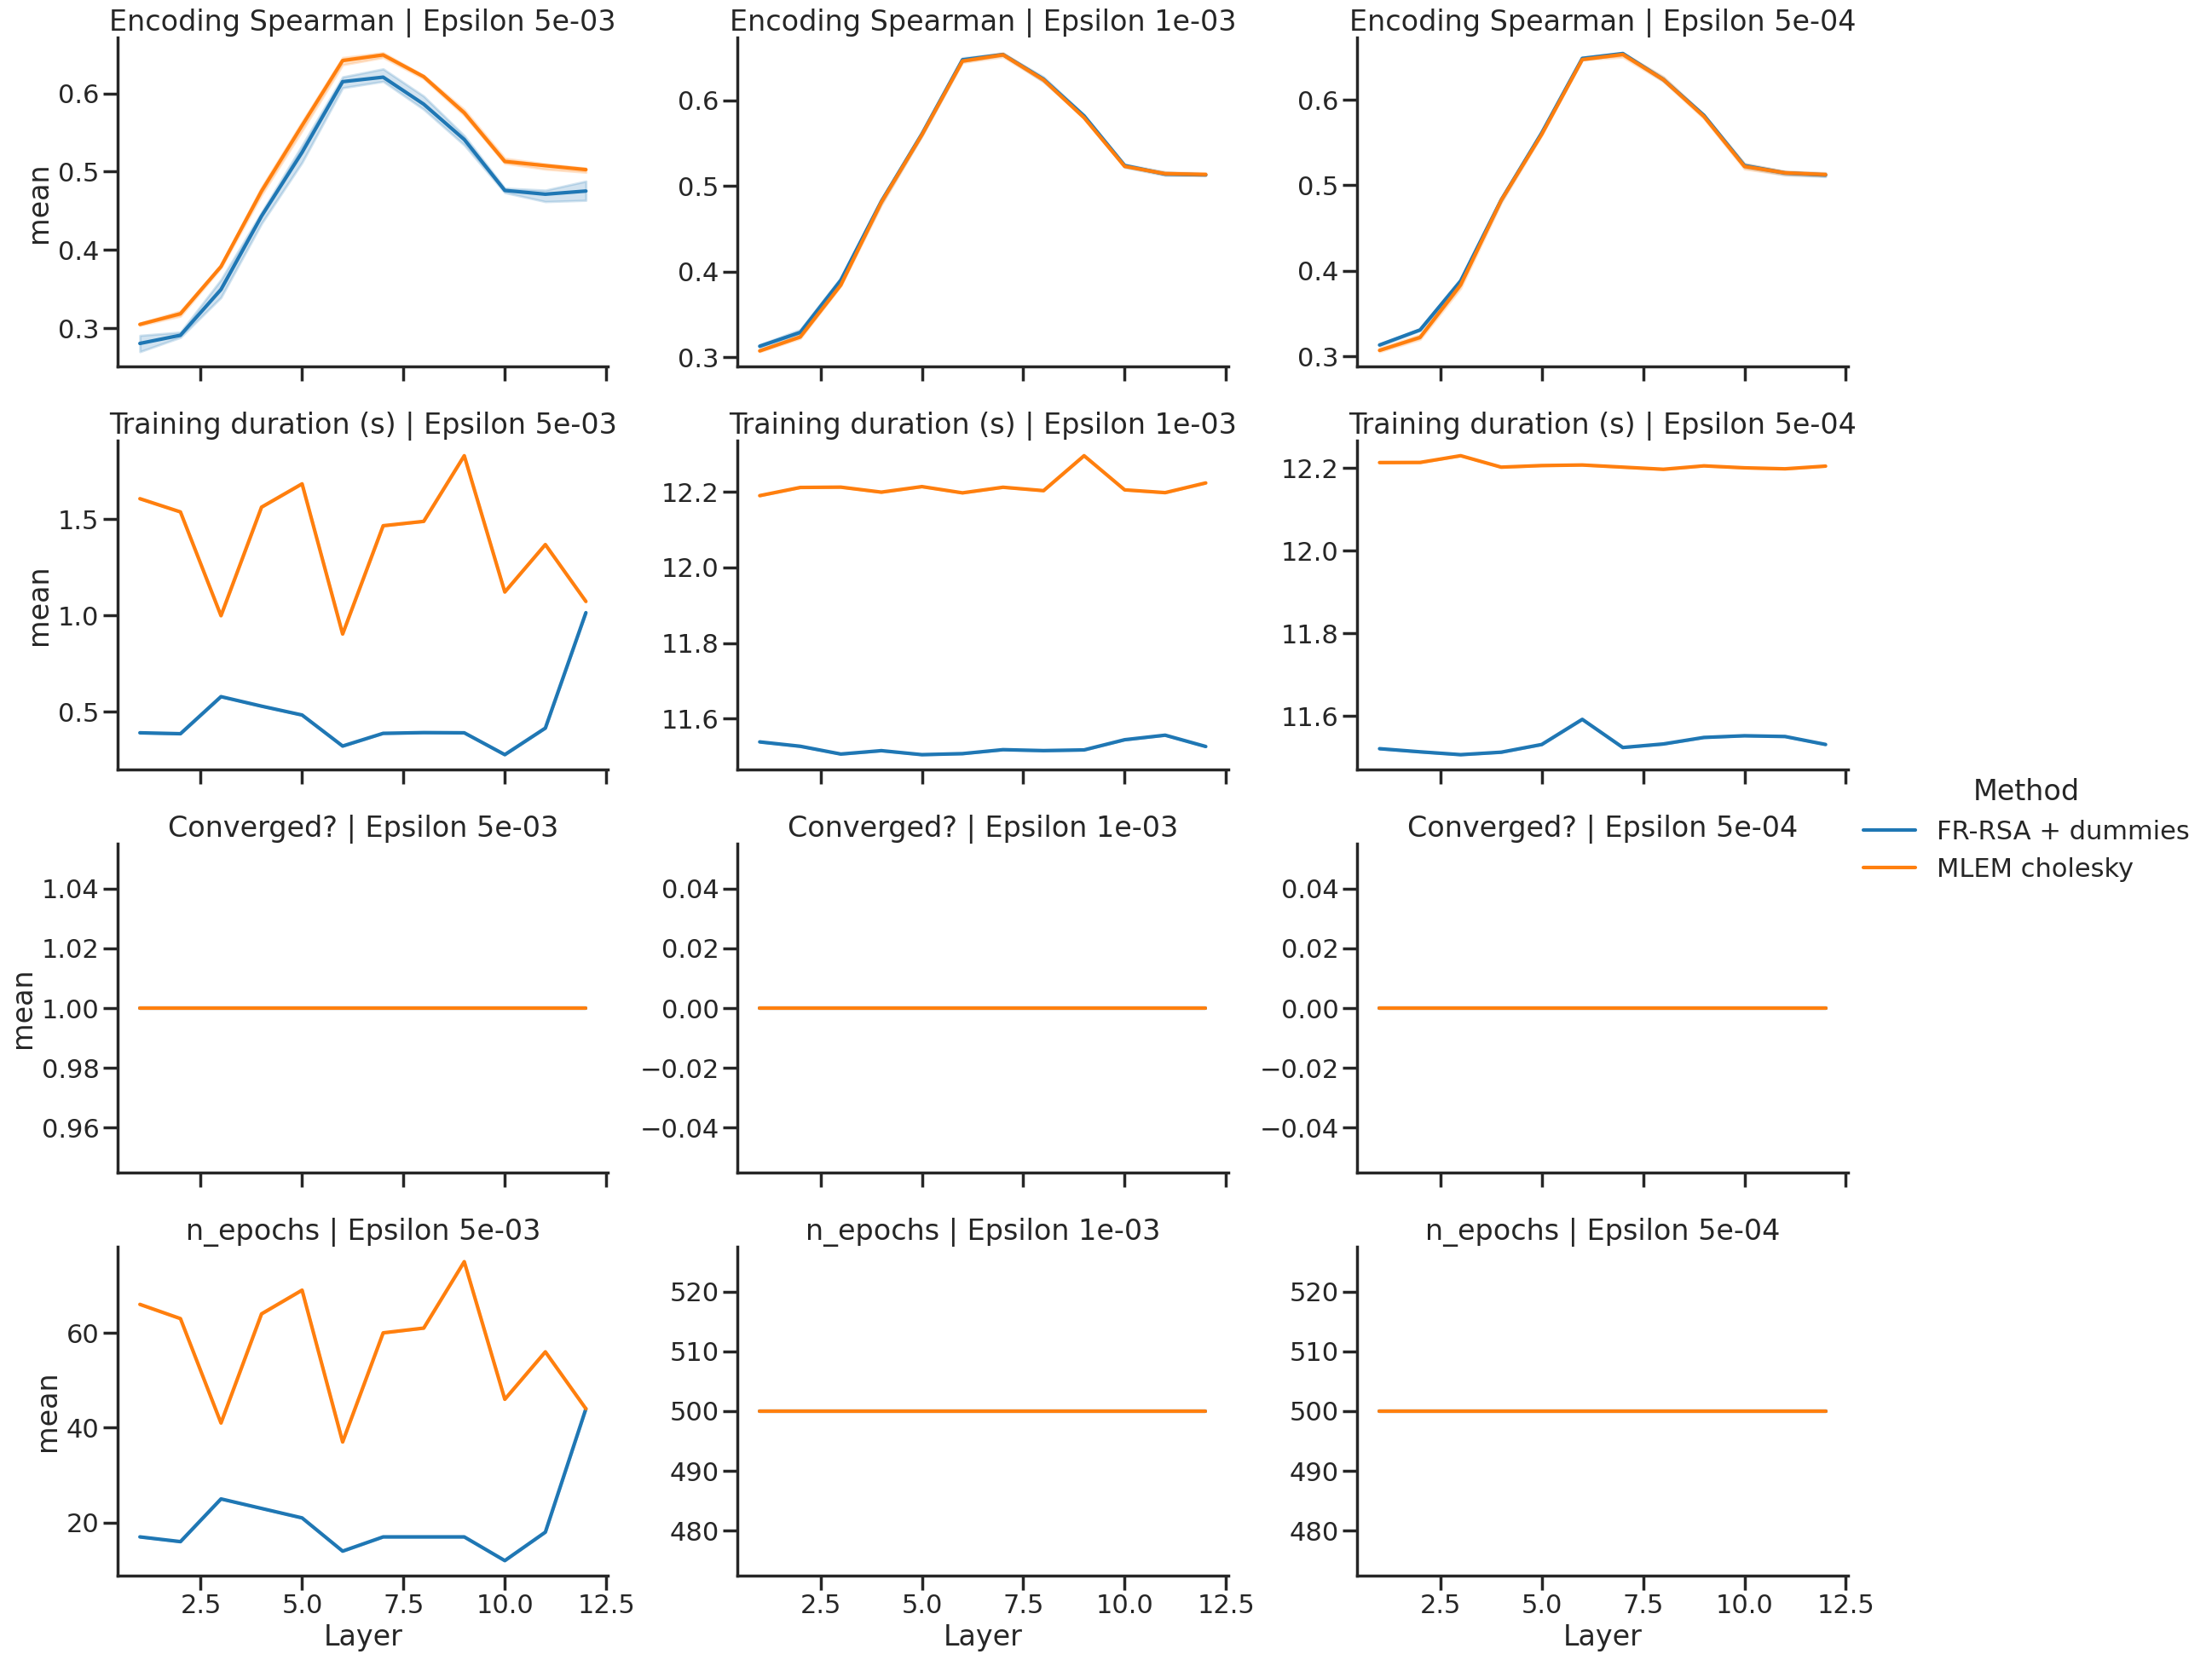 Encoding Spearman | Epsilon 5e-03
Encoding Spearman | Epsilon 1e-03
Encoding Spearman | Epsilon 5e-04
mean
0.6
0.5
0.4
0.3
0.6
0.5
0.4
0.3
0.6
0.5
0.4
0.3
Training duration (s) | Epsilon 5e-03
Training duration (s) | Epsilon 1e-03
Training duration (s) | Epsilon 5e-04
mean
1.5
1.0
0.5
12.2
12.0
11.8
11.6
12.2
12.0
11.8
11.6
Converged? | Epsilon 5e-03
Converged? | Epsilon 1e-03
Converged? | Epsilon 5e-04
mean
1.04
1.02
1.00
0.98
0.96
0.04
0.02
0.00
−0.02
−0.04
0.04
0.02
0.00
−0.02
−0.04
Method
FR-RSA + dummies
MLEM cholesky
n_epochs | Epsilon 5e-03
n_epochs | Epsilon 1e-03
n_epochs | Epsilon 5e-04
mean
60
40
20
520
510
500
490
480
520
510
500
490
480
2.5 5.0 7.5 10.0 12.5
2.5 5.0 7.5 10.0 12.5
2.5 5.0 7.5 10.0 12.5
Layer
Layer
Layer